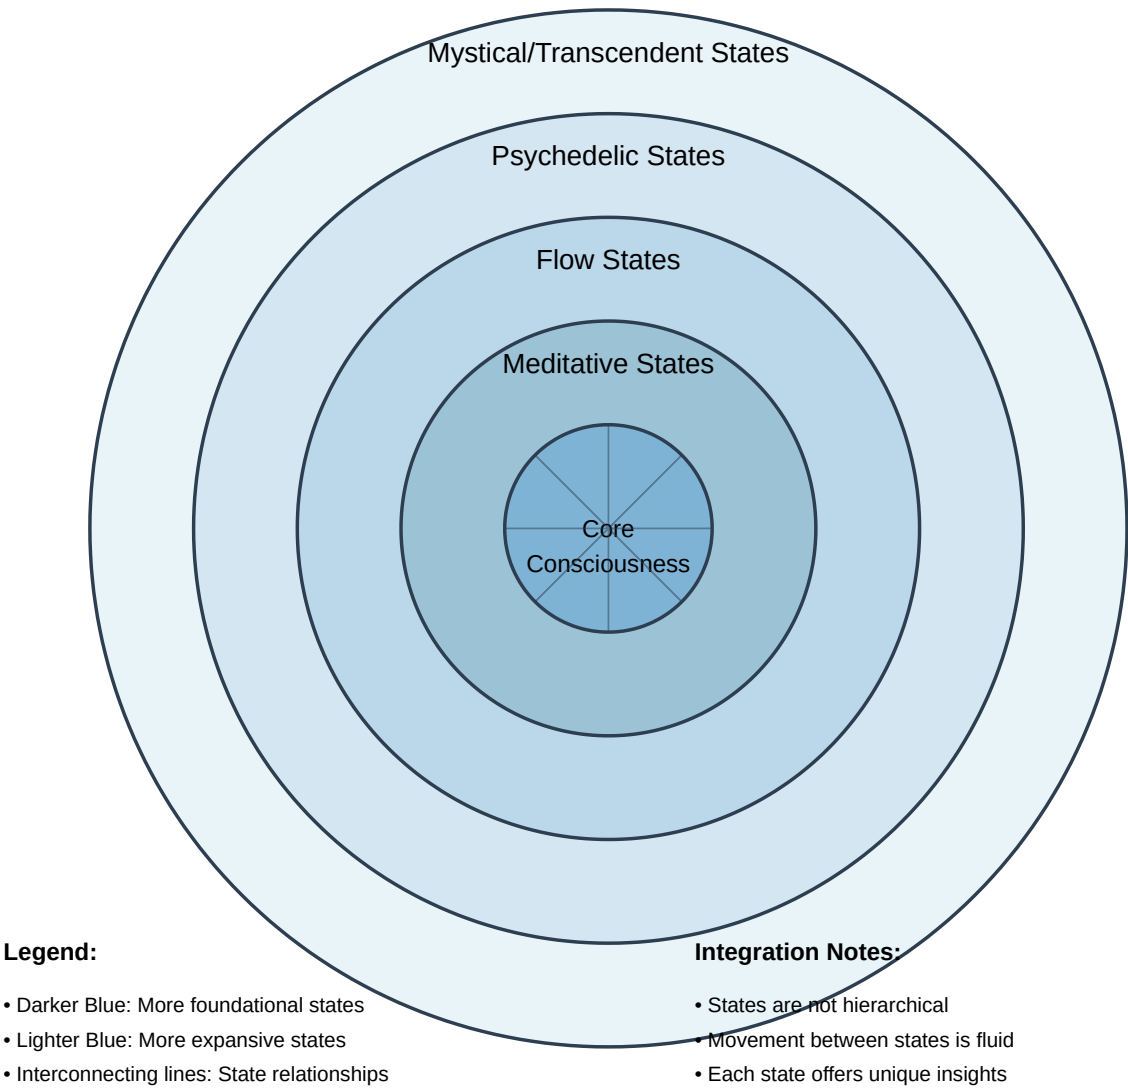 Mystical/Transcendent States
Psychedelic States
Flow States
Meditative States
Core
Consciousness
Legend:
• Darker Blue: More foundational states
• Lighter Blue: More expansive states
• Interconnecting lines: State relationships
Integration Notes:
• States are not hierarchical
• Movement between states is fluid
• Each state offers unique insights